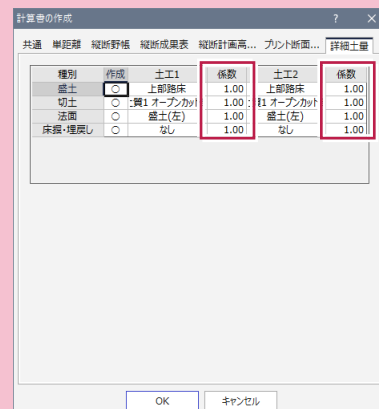 計算書の作成 ? ×
共通 単距離 縦断野帳 縦断成果表 縦断計画高... プリント断面... 詳細土量
種別 作成 土工1 係数 土工2 係数
盛土 ○ 上部路床 1.00 上部路床 1.00
切土 ○ 質1 オープンカット 1.00 質1 オープンカット 1.00
法面 ○ 盛土(左) 1.00 盛土(左) 1.00
床掘・埋戻し ○ なし 1.00 なし 1.00
OK キャンセル